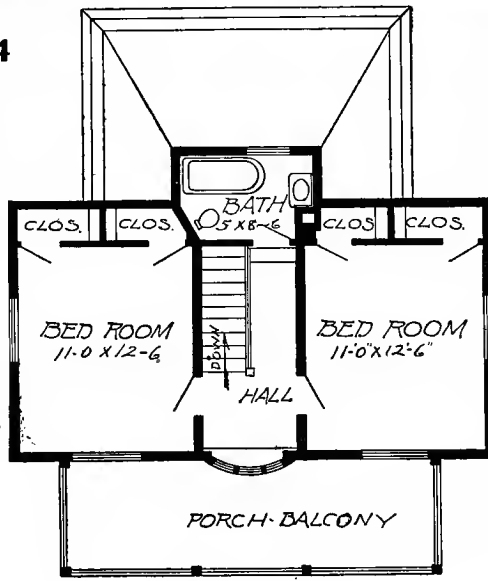 4
BATH
5 X 8-6
CLOS. CLOS. CLOS. CLOS.
BED ROOM
11-0 X 12-6
BED ROOM
11'-0" X 12'-6"
DOWN
HALL
PORCH-BALCONY